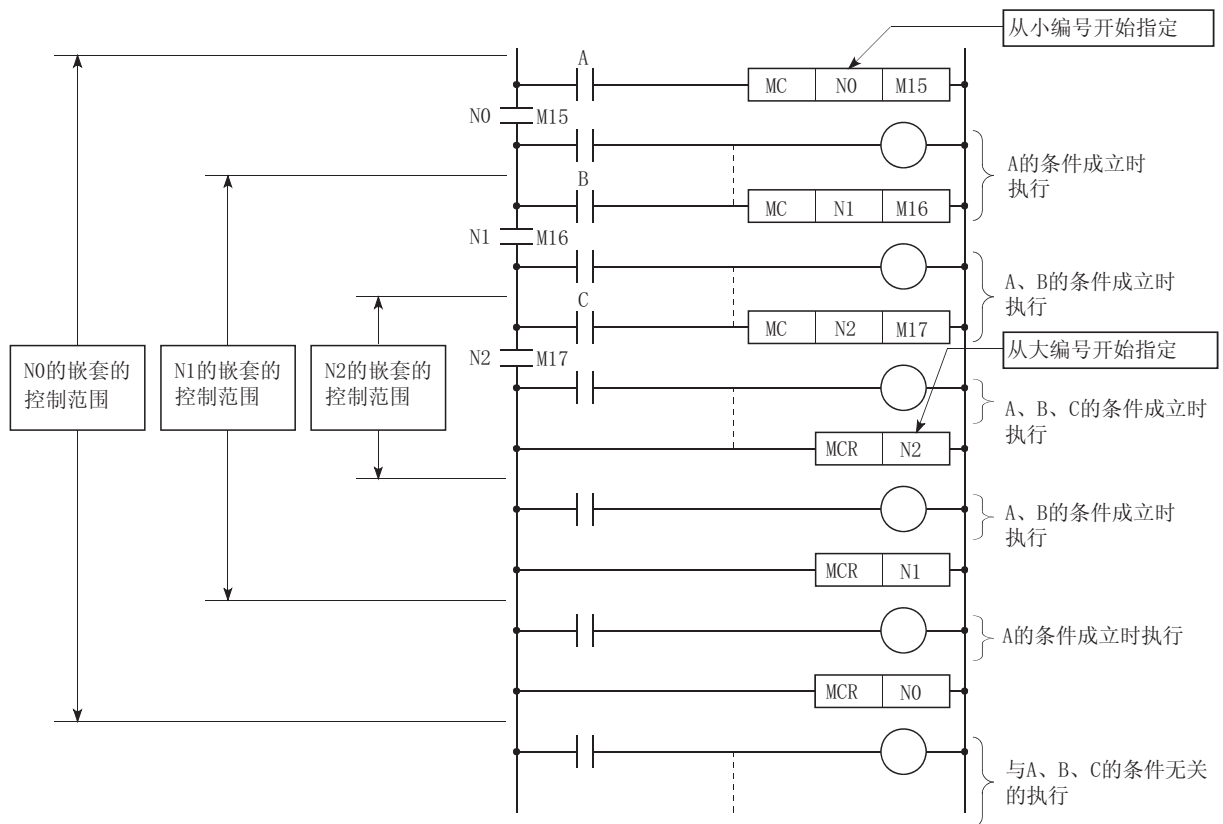 从小编号开始指定
A
MC N0 M15
N0 M15
A的条件成立时
执行
B
MC N1 M16
N1 M16
A、B的条件成立时
执行
C
MC N2 M17
从大编号开始指定
N2 M17
N0的嵌套的
控制范围
N1的嵌套的
控制范围
N2的嵌套的
控制范围
A、B、C的条件成立时
执行
MCR N2
A、B的条件成立时
执行
MCR N1
A的条件成立时执行
MCR N0
与A、B、C的条件无关
的执行